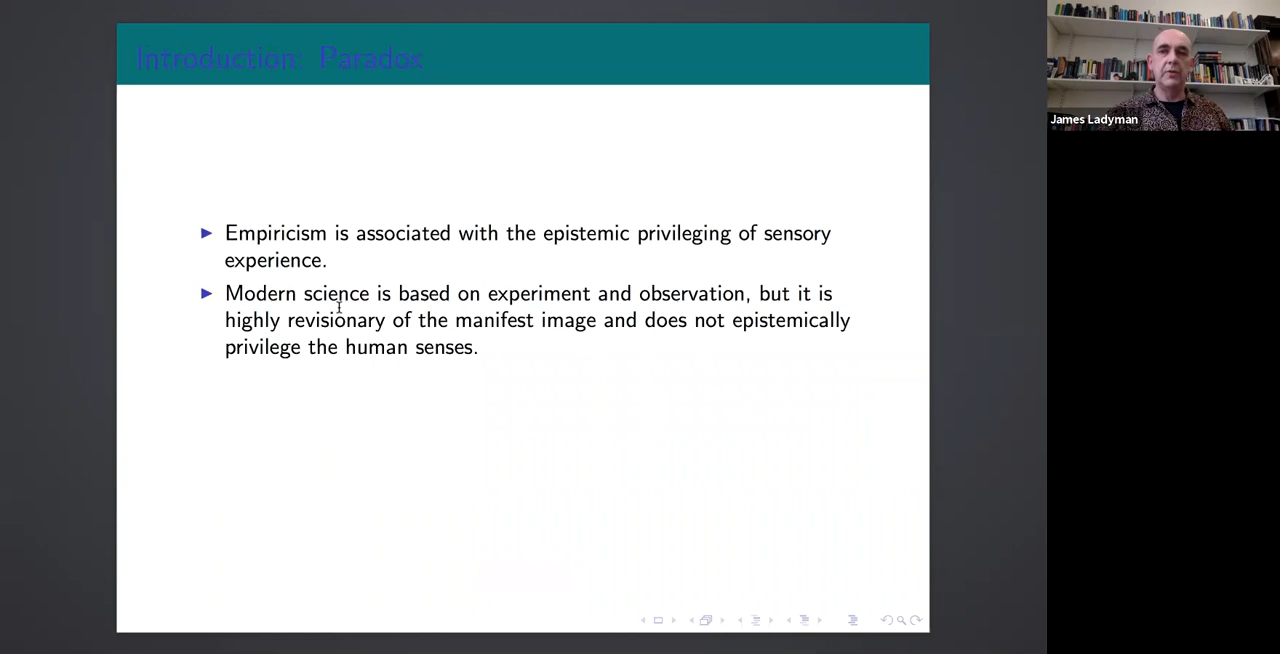 Introduction: Paradox
Empiricism is associated with the epistemic privileging of sensory
experience.
Modern science is based on experiment and observation, but it is
highly revisionary of the manifest image and does not epistemically
privilege the human senses.
James Ladyman